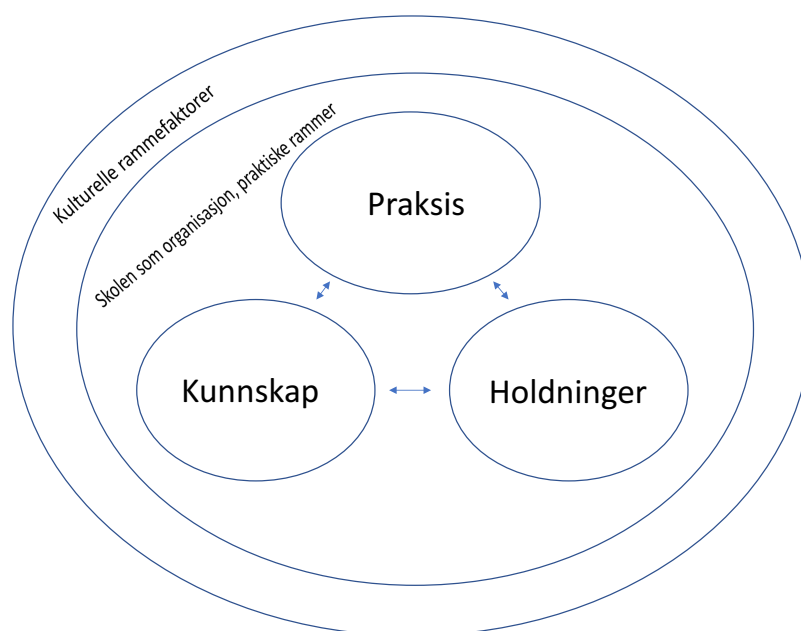 Kulturelle rammefaktorer
Skolen som organisasjon, praktiske rammer
Praksis
Kunnskap
Holdninger